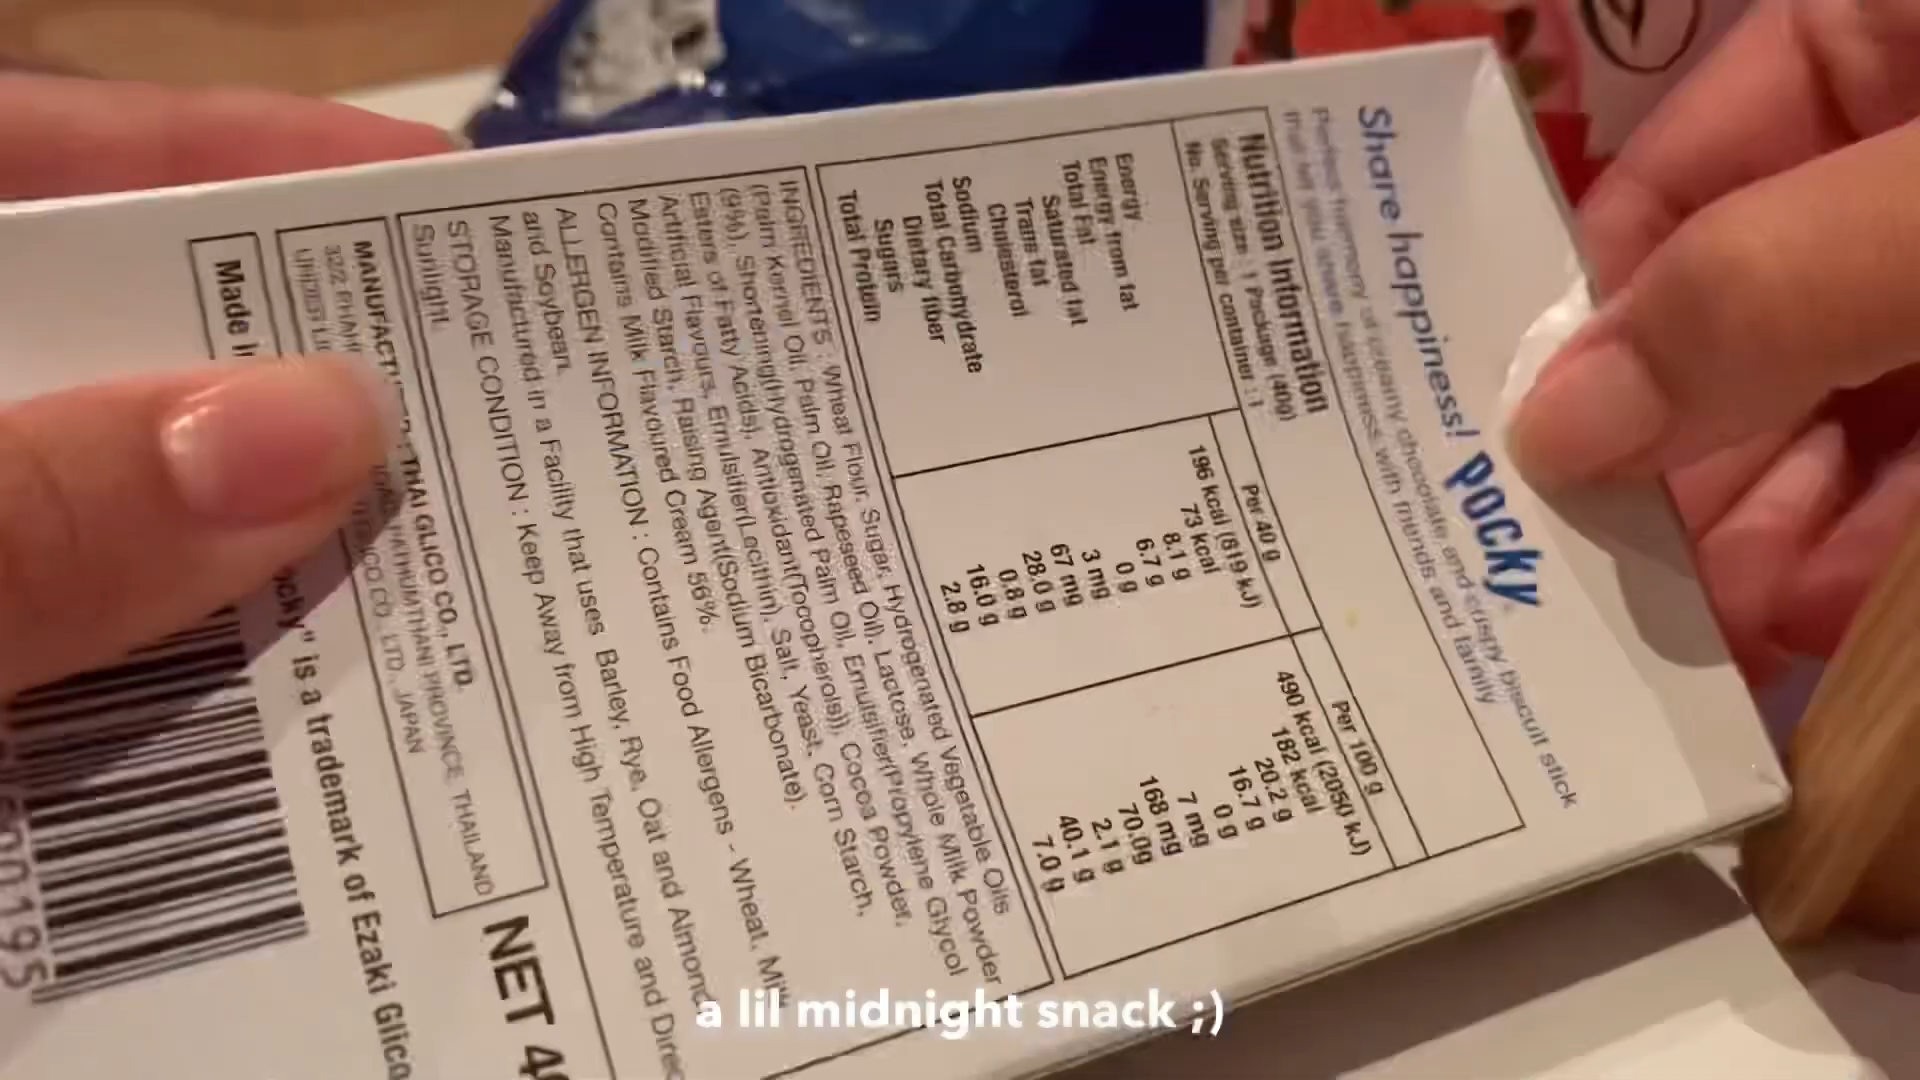 Share happiness! Pocky
Perfect harmony of creamy chocolate and crispy biscuit stick
that let you share happiness with friends and family
Nutrition Information
Serving size : 1 Package (40g)
No. Serving per container : 1
Per 40 g Per 100 g
Energy 196 kcal (819 kJ) 490 kcal (2050 kJ)
Energy from fat 73 kcal 182 kcal
Total Fat 8.1 g 20.2 g
Saturated fat 6.7 g 16.7 g
Trans fat 0 g 0 g
Cholesterol 3 mg 7 mg
Sodium 67 mg 168 mg
Total Carbohydrate 28.0 g 70.0g
Dietary fiber 0.8 g 2.1 g
Sugars 16.0 g 40.1 g
Total Protein 2.8 g 7.0 g
INGREDIENTS : Wheat Flour, Sugar, Hydrogenated Vegetable Oils
(Palm Kernel Oil, Palm Oil, Rapeseed Oil), Lactose, Whole Milk Powder
(9%), Shortening(Hydrogenated Palm Oil, Emulsifier(Propylene Glycol
Esters of Fatty Acids), Antioxidant(Tocopherols)), Cocoa Powder,
Artificial Flavours, Emulsifier(Lecithin), Salt, Yeast, Corn Starch,
Modified Starch, Raising Agent(Sodium Bicarbonate).
Contains Milk Flavoured Cream 56%.
ALLERGEN INFORMATION : Contains Food Allergens - Wheat, Milk
and Soybean.
Manufactured in a Facility that uses Barley, Rye, Oat and Almond
STORAGE CONDITION : Keep Away from High Temperature and Direc
Sunlight.
THAI GLICO CO., LTD.
PATHUMTHANI PROVINCE, THAILAND
CO., LTD., JAPAN
NET 4
Made i
ocky" is a trademark of Ezaki Glico
a lil midnight snack ;)